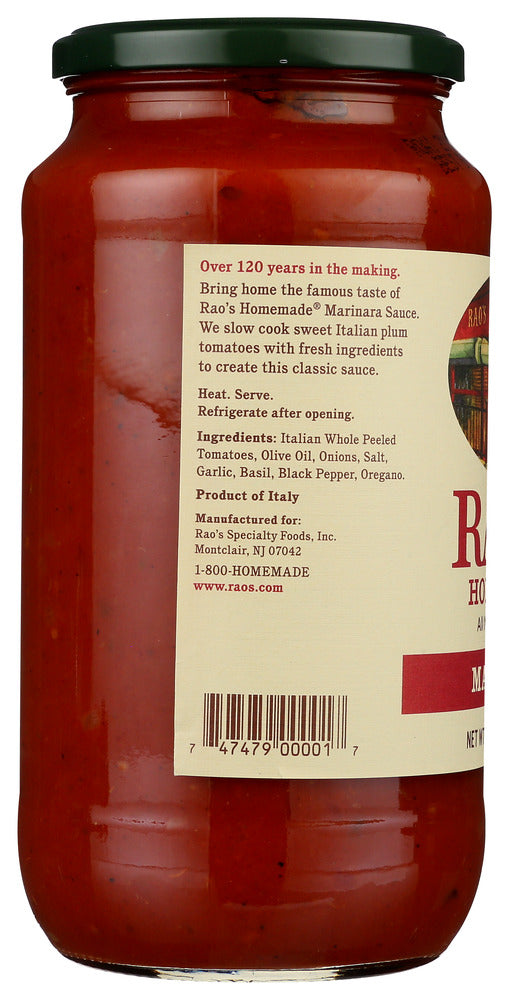 Over 120 years in the making.
Bring home the famous taste of
Rao's Homemade® Marinara Sauce.
We slow cook sweet Italian plum
tomatoes with fresh ingredients
to create this classic sauce.
Heat. Serve.
Refrigerate after opening.
Ingredients: Italian Whole Peeled
Tomatoes, Olive Oil, Onions, Salt,
Garlic, Basil, Black Pepper, Oregano.
Product of Italy
Manufactured for:
Rao's Specialty Foods, Inc.
Montclair, NJ 07042
1-800-HOMEMADE
www.raos.com
7 47479 00001 7
RAO'S
NET